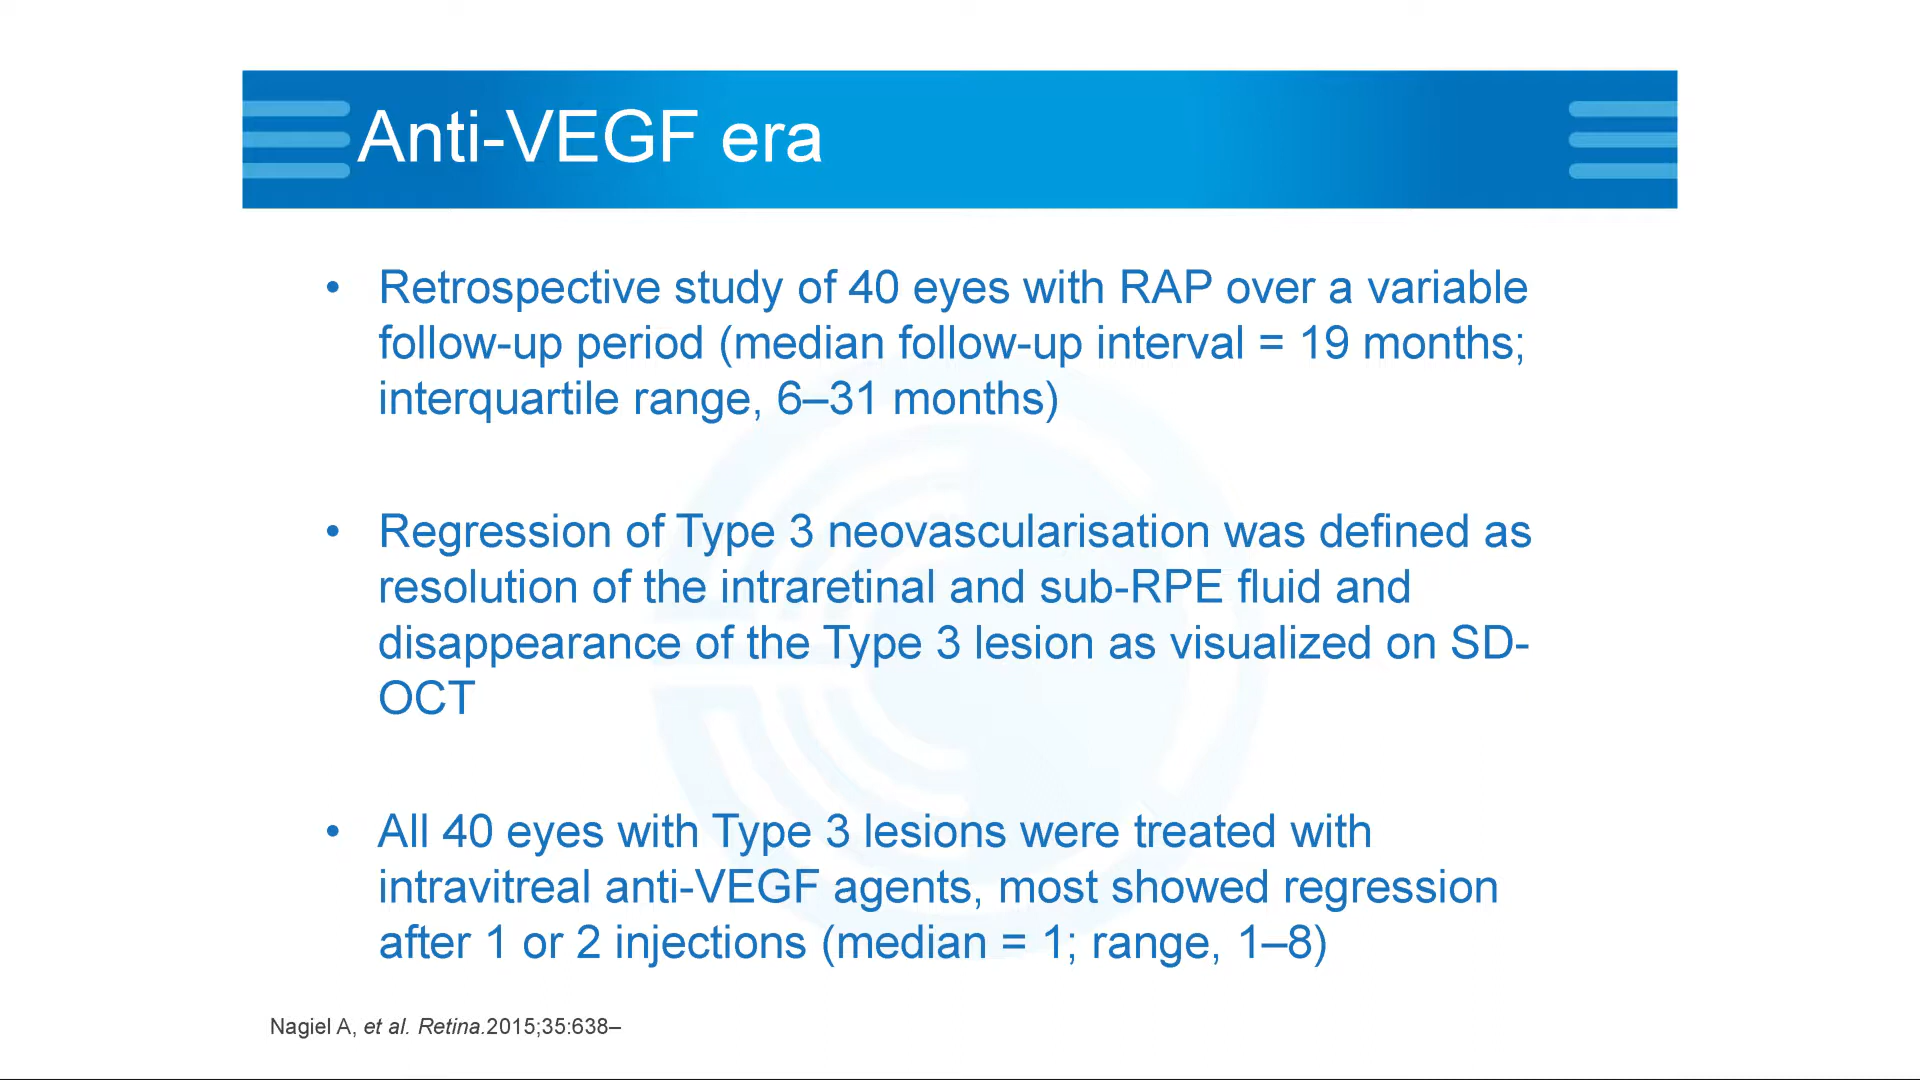 Anti-VEGF era
• Retrospective study of 40 eyes with RAP over a variable
follow-up period (median follow-up interval = 19 months;
interquartile range, 6–31 months)
• Regression of Type 3 neovascularisation was defined as
resolution of the intraretinal and sub-RPE fluid and
disappearance of the Type 3 lesion as visualized on SD-
OCT
• All 40 eyes with Type 3 lesions were treated with
intravitreal anti-VEGF agents, most showed regression
after 1 or 2 injections (median = 1; range, 1–8)
Nagiel A, et al. Retina.2015;35:638–